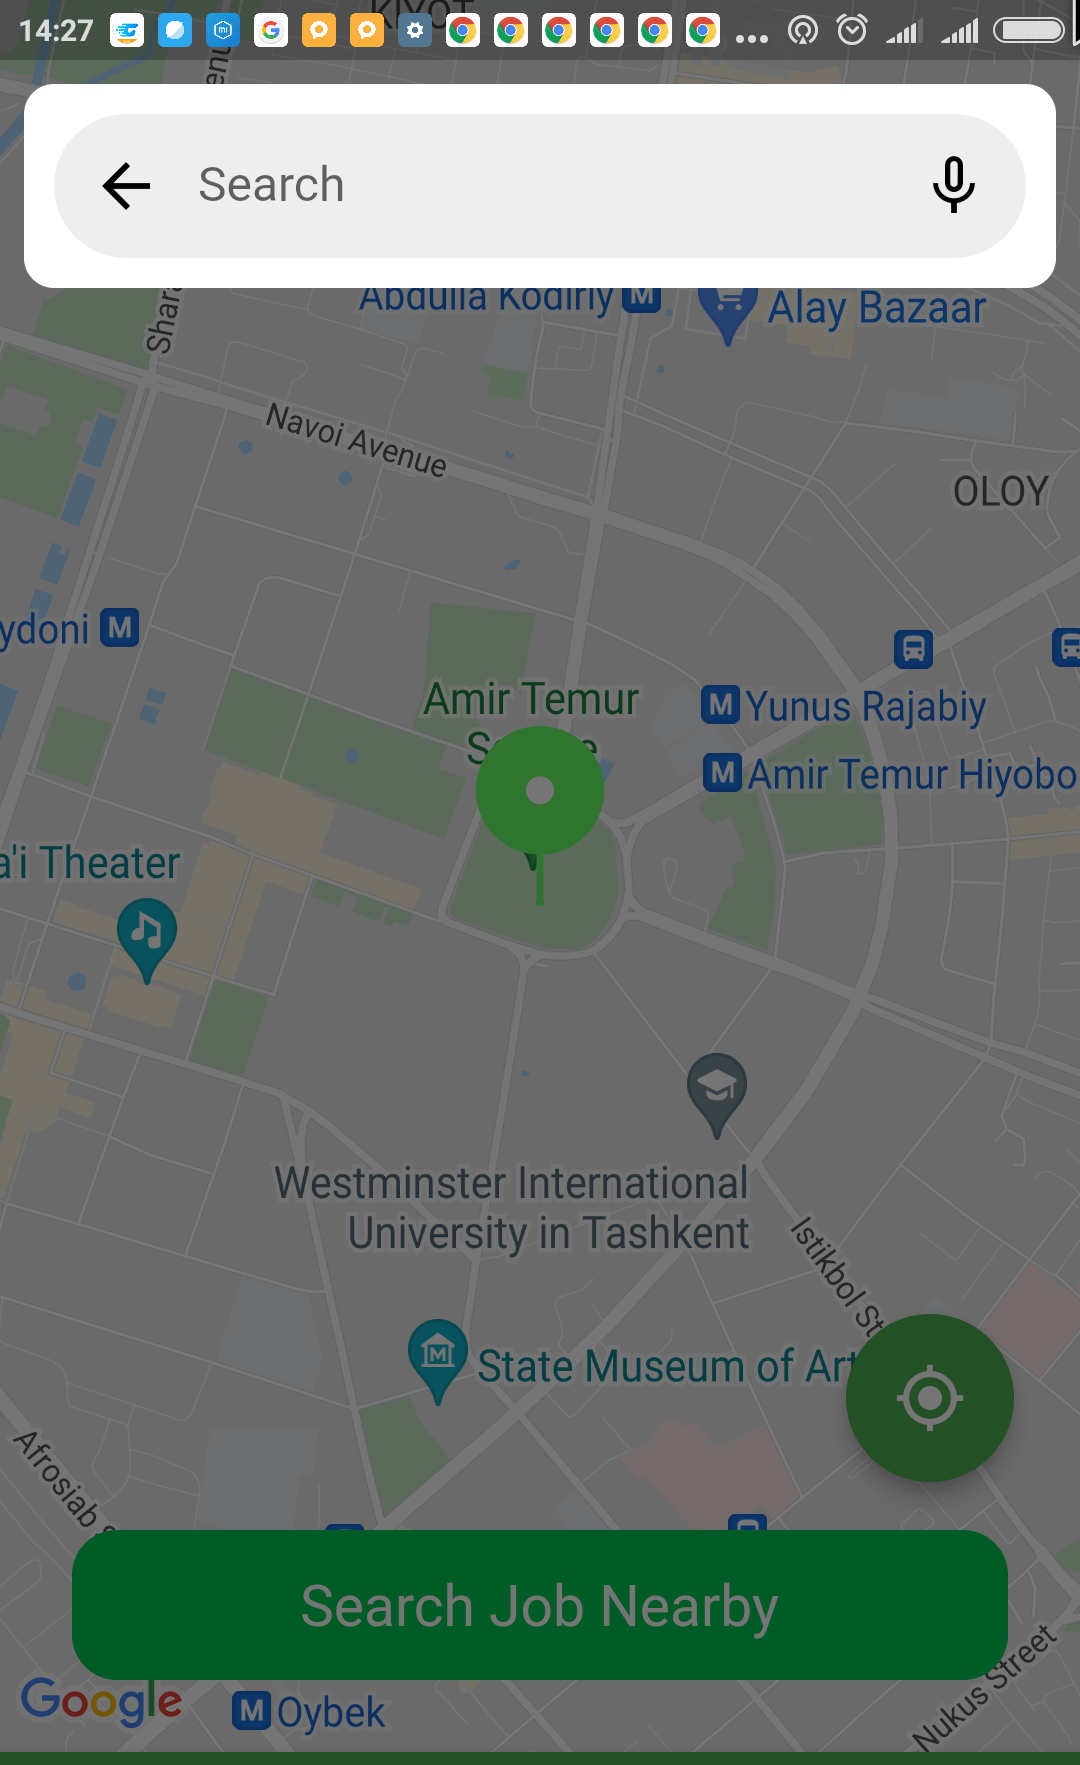 14:27
KIYOT
Search
Abdulla Kodiriy
Alay Bazaar
Navoi Avenue
OLOY
ydoni
Amir Temur
Yunus Rajabiy
Amir Temur Hiyobo
a'i Theater
Westminster International
University in Tashkent
Istikbol St
State Museum of Art
Afrosiab
Search Job Nearby
Google
Oybek
Nukus Street